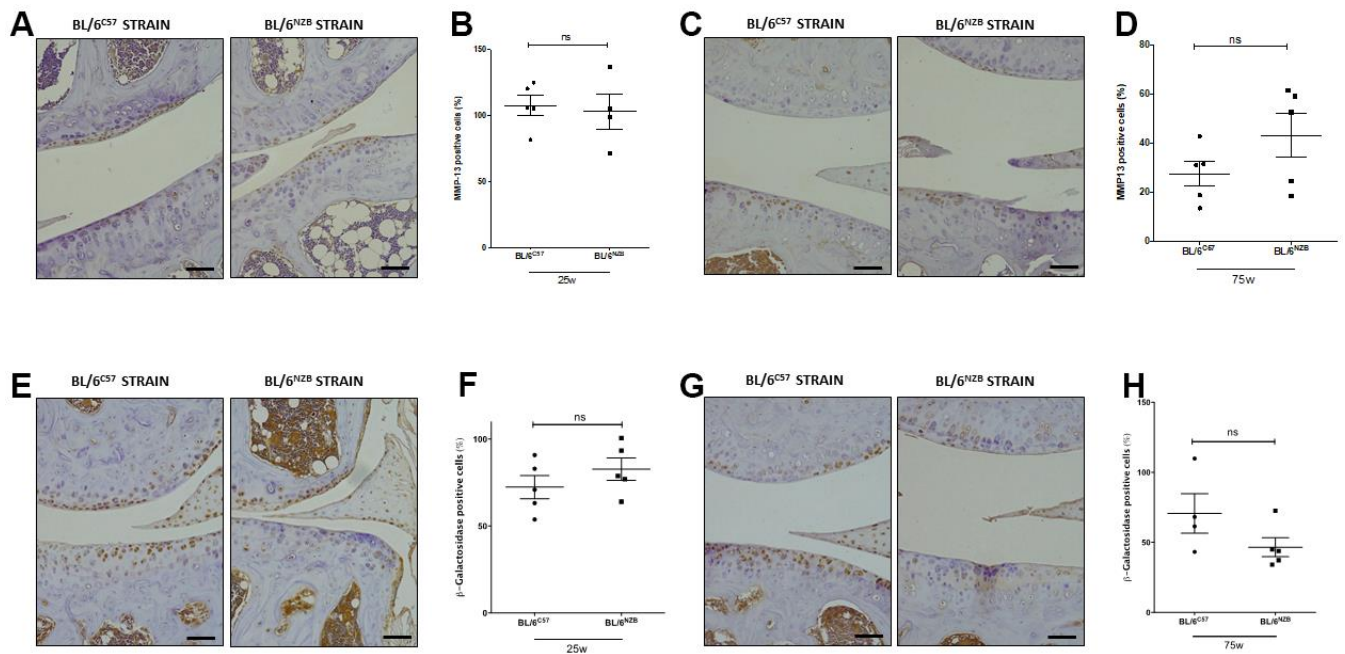 A
BL/6C57 STRAIN
BL/6NZB STRAIN
B
ns
150
100
50
0
MMP-13 positive cells (%)
BL/6C57
BL/6NZB
25w
C
BL/6C57 STRAIN
BL/6NZB STRAIN
D
ns
80
60
40
20
0
MMP13 positive cells (%)
BL/6C57
BL/6NZB
75w
E
BL/6C57 STRAIN
BL/6NZB STRAIN
F
ns
100
50
0
β-Galactosidase positive cells (%)
BL/6C57
BL/6NZB
25w
G
BL/6C57 STRAIN
BL/6NZB STRAIN
H
150
ns
100
50
0
β-Galactosidase positive cells (%)
BL/6C57
BL/6NZB
75w